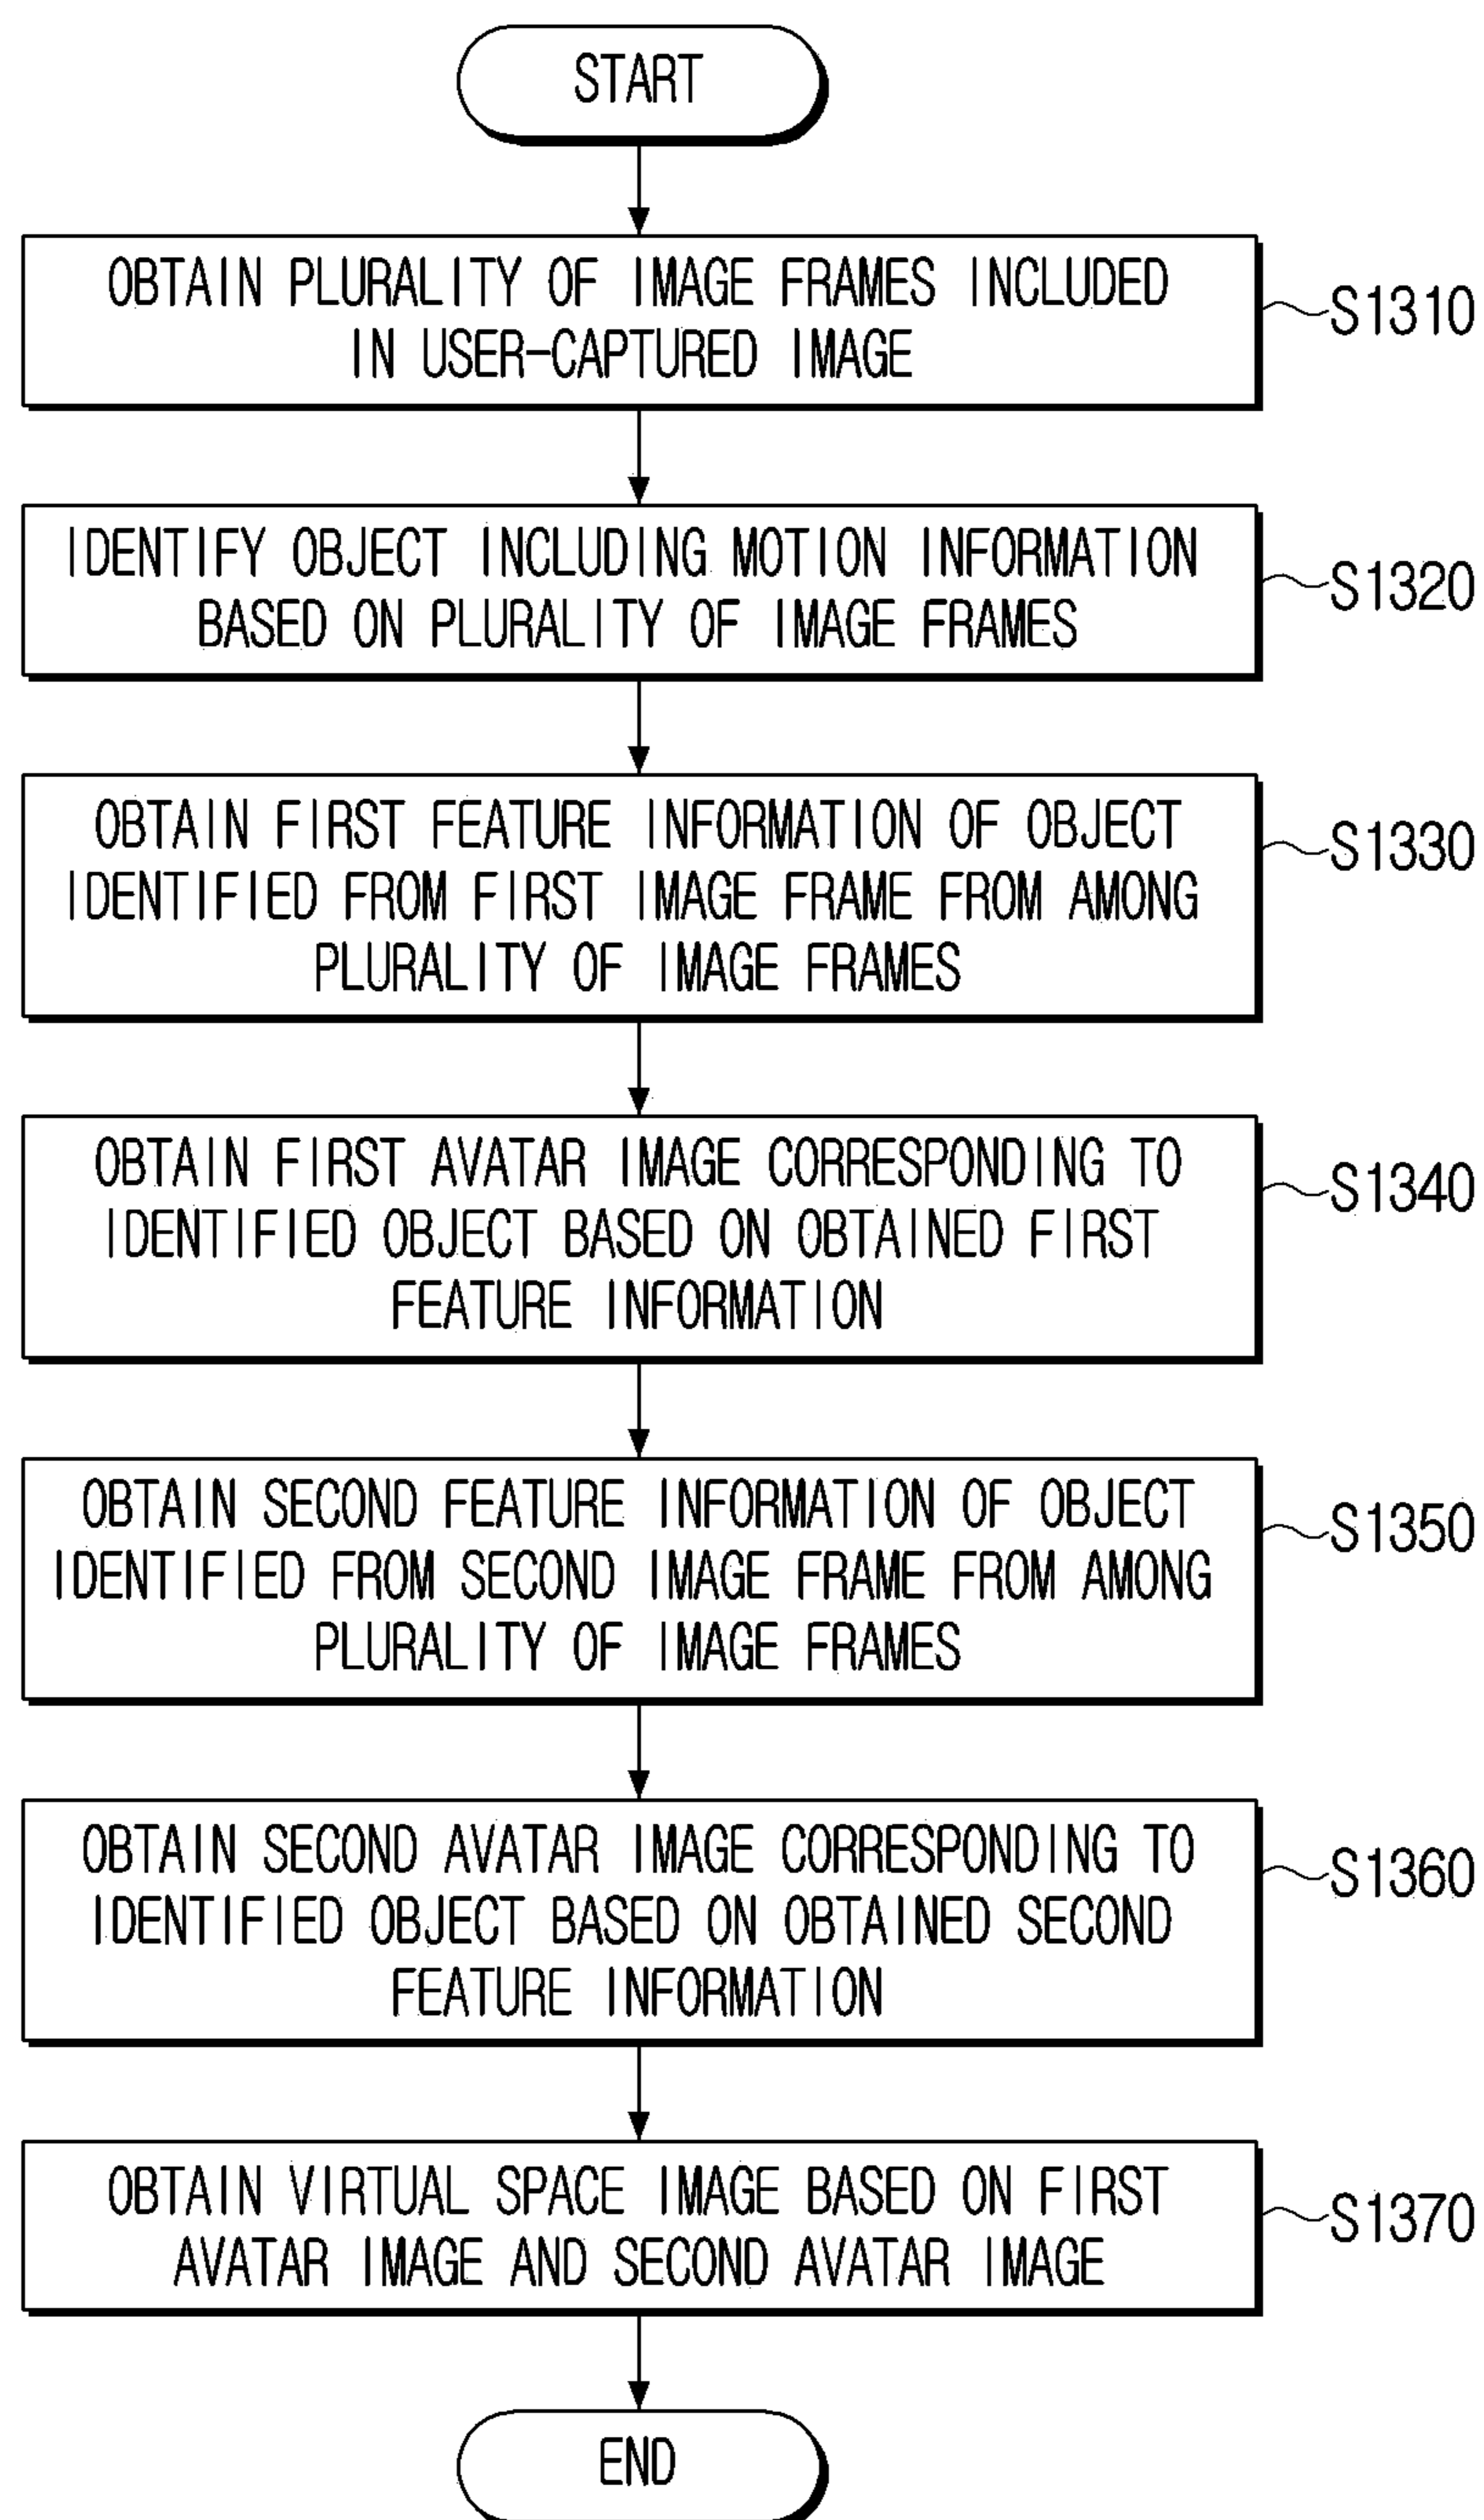 START
OBTAIN PLURALITY OF IMAGE FRAMES INCLUDED
IN USER-CAPTURED IMAGE
S1310
IDENTIFY OBJECT INCLUDING MOTION INFORMATION
BASED ON PLURALITY OF IMAGE FRAMES
S1320
OBTAIN FIRST FEATURE INFORMATION OF OBJECT
IDENTIFIED FROM FIRST IMAGE FRAME FROM AMONG
PLURALITY OF IMAGE FRAMES
S1330
OBTAIN FIRST AVATAR IMAGE CORRESPONDING TO
IDENTIFIED OBJECT BASED ON OBTAINED FIRST
FEATURE INFORMATION
S1340
OBTAIN SECOND FEATURE INFORMATION OF OBJECT
IDENTIFIED FROM SECOND IMAGE FRAME FROM AMONG
PLURALITY OF IMAGE FRAMES
S1350
OBTAIN SECOND AVATAR IMAGE CORRESPONDING TO
IDENTIFIED OBJECT BASED ON OBTAINED SECOND
FEATURE INFORMATION
S1360
OBTAIN VIRTUAL SPACE IMAGE BASED ON FIRST
AVATAR IMAGE AND SECOND AVATAR IMAGE
S1370
END